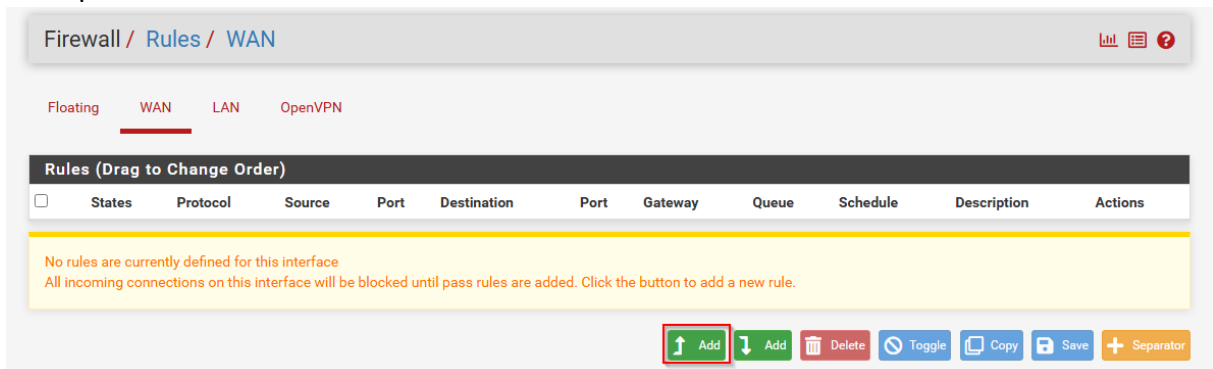 Firewall / Rules / WAN
Floating WAN LAN OpenVPN
Rules (Drag to Change Order)
States Protocol Source Port Destination Port Gateway Queue Schedule Description Actions
No rules are currently defined for this interface
All incoming connections on this interface will be blocked until pass rules are added. Click the button to add a new rule.
Add Add Delete Toggle Copy Save Separator